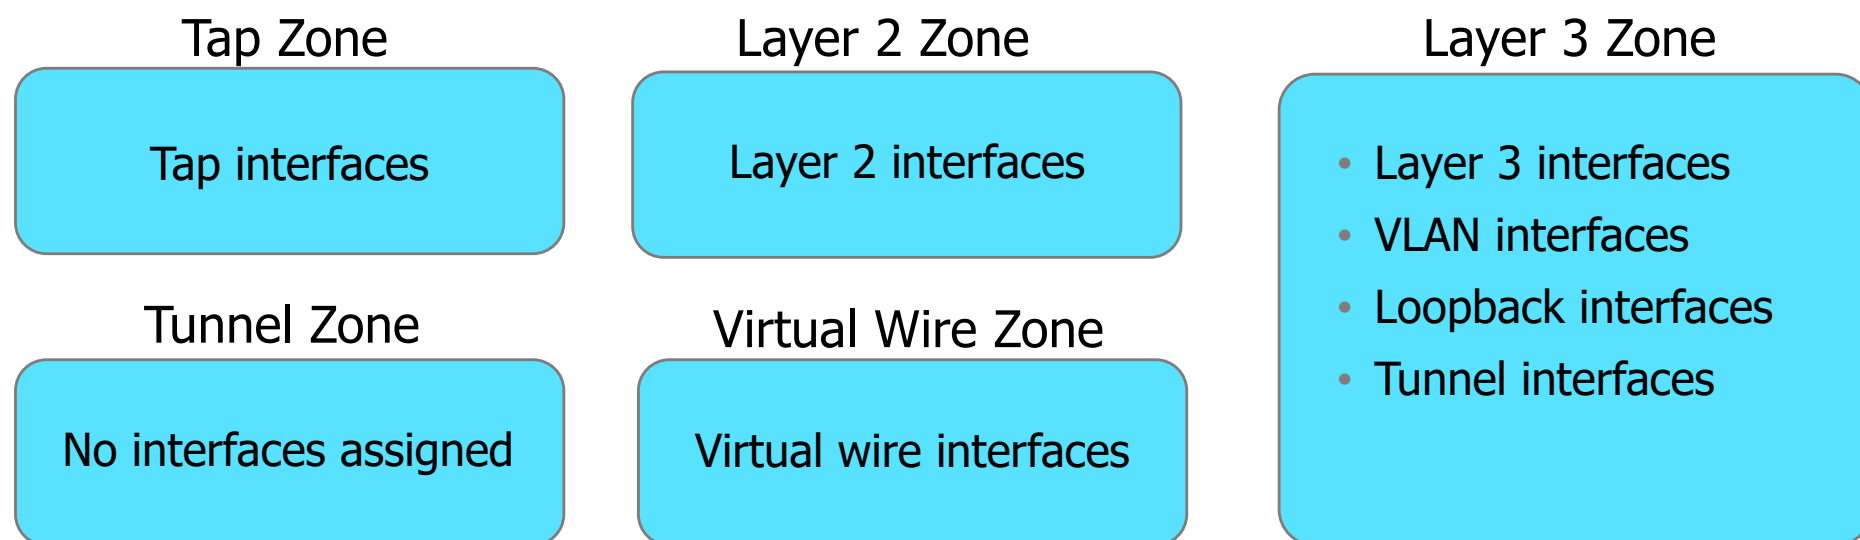 Tap Zone
Tap interfaces
Layer 2 Zone
Layer 2 interfaces
Layer 3 Zone
• Layer 3 interfaces
• VLAN interfaces
• Loopback interfaces
• Tunnel interfaces
Tunnel Zone
No interfaces assigned
Virtual Wire Zone
Virtual wire interfaces